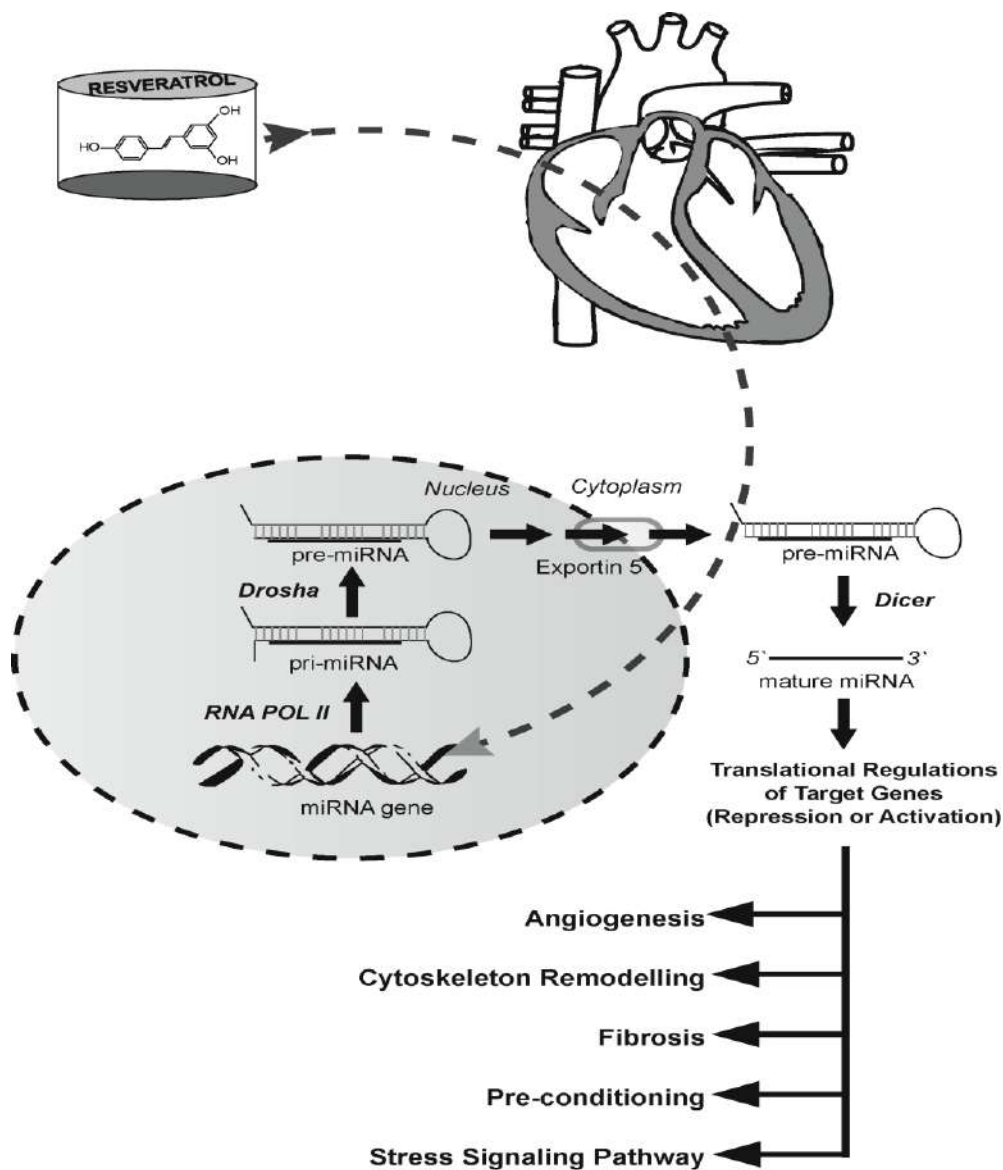 RESVERATROL
OH
HO
OH
Nucleus
Cytoplasm
pre-miRNA
Exportin 5
pre-miRNA
Drosha
Dicer
pri-miRNA
5` 3`
mature miRNA
RNA POL II
miRNA gene
Translational Regulations
of Target Genes
(Repression or Activation)
Angiogenesis
Cytoskeleton Remodelling
Fibrosis
Pre-conditioning
Stress Signaling Pathway